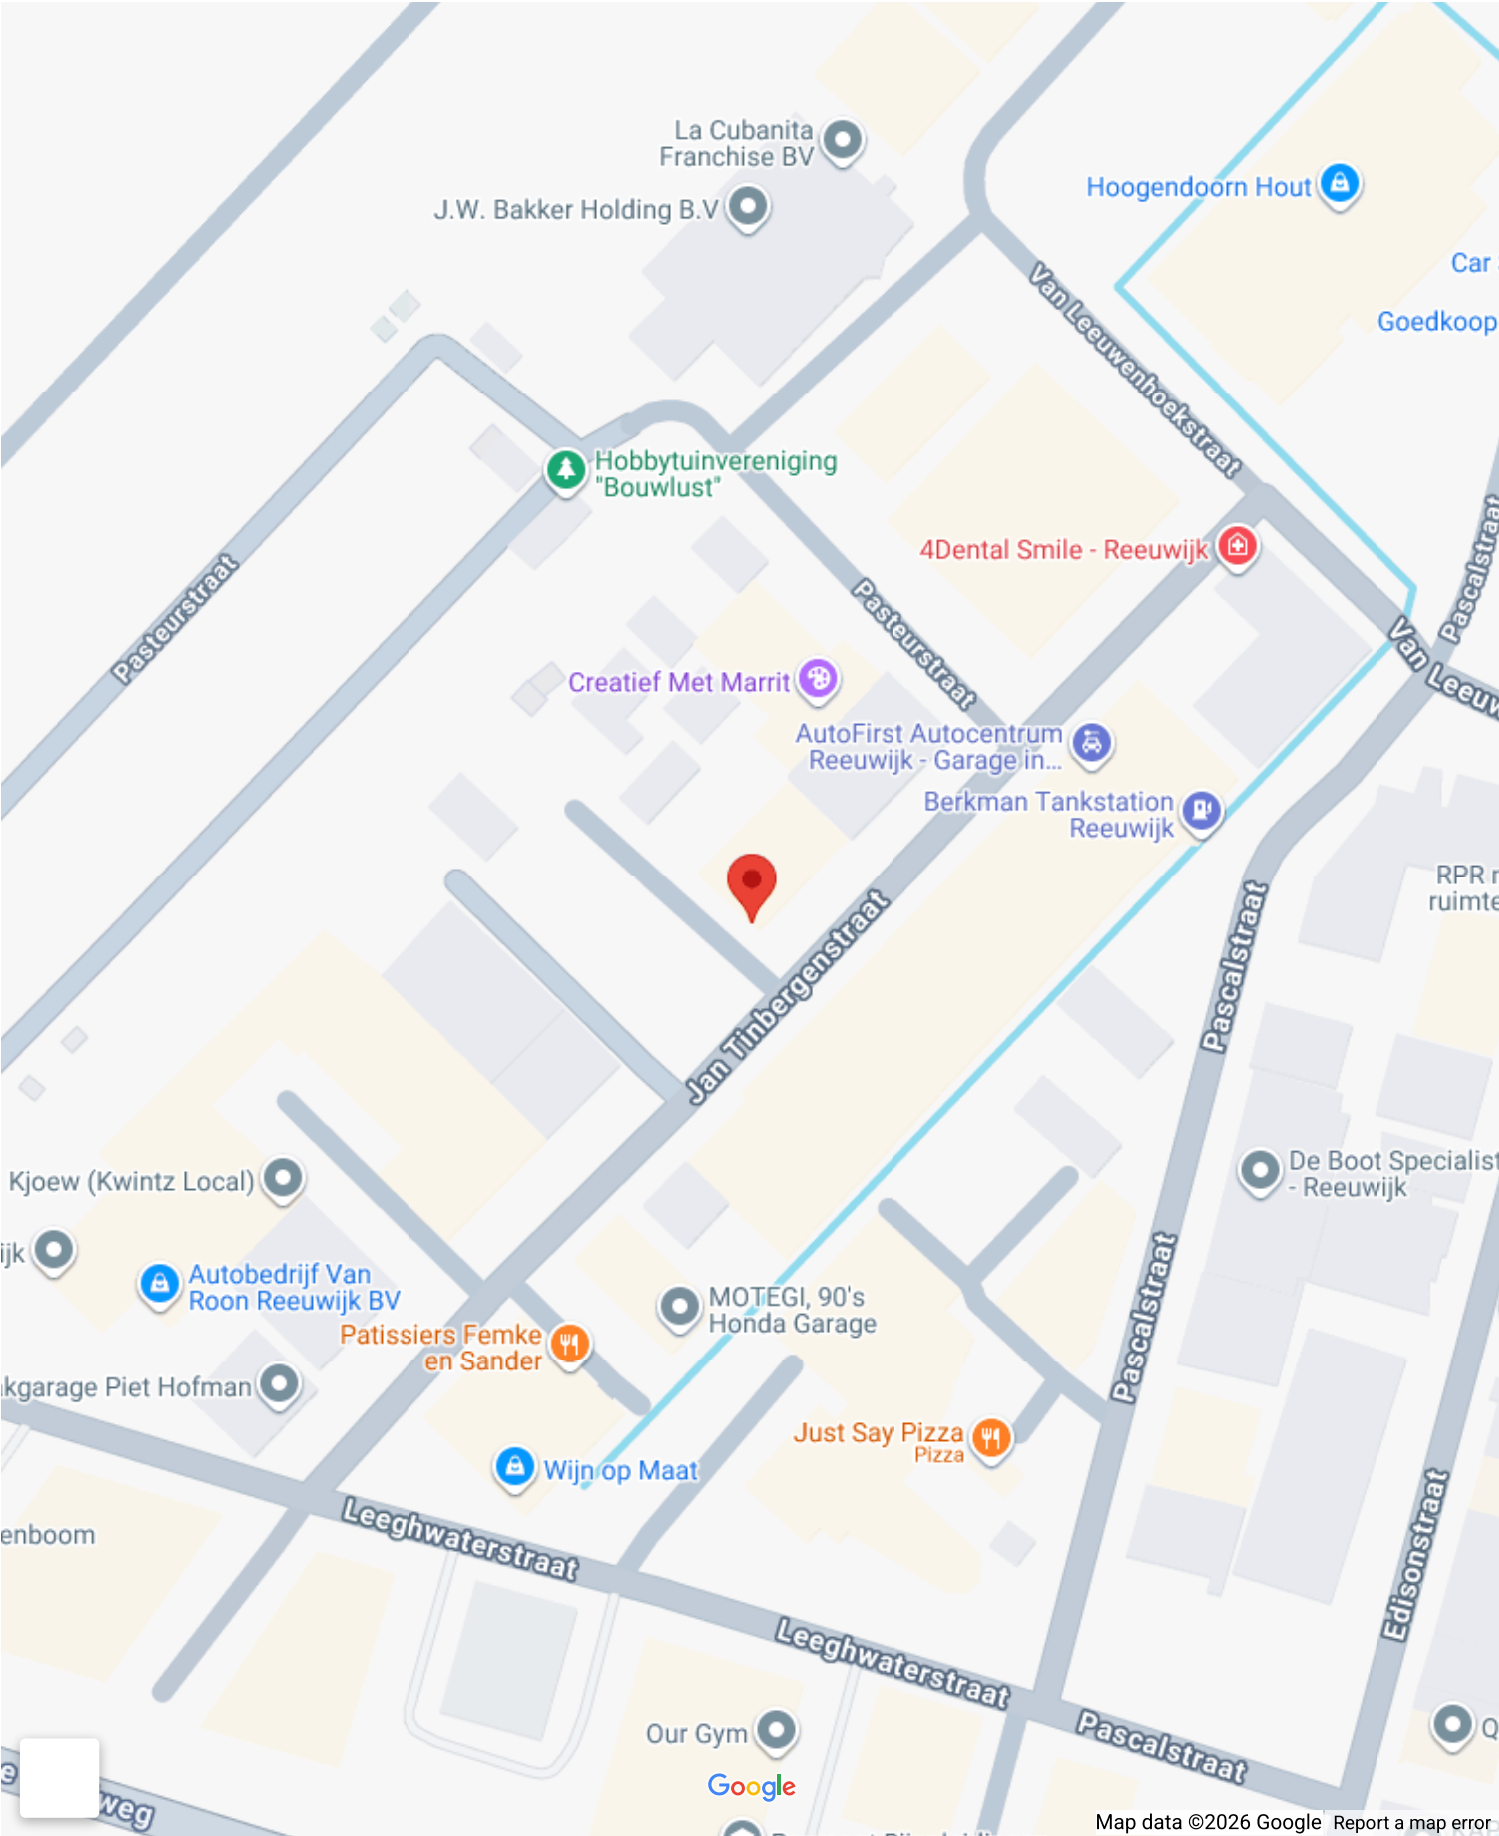 La Cubanita
Franchise BV
J.W. Bakker Holding B.V
Hoogendoorn Hout
Car
Goedkoop
Van Leeuwenhoekstraat
Hobbytuinvereniging
"Bouwlust"
4Dental Smile - Reeuwijk
Pascalstraat
Pasteurstraat
Pasteurstraat
Van Leeuw
Creatief Met Marrit
AutoFirst Autocentrum
Reeuwijk - Garage in...
Berkman Tankstation
Reeuwijk
RPR r
ruimte
Jan Tinbergenstraat
Pascalstraat
Kjoew (Kwintz Local)
De Boot Specialist
- Reeuwijk
ijk
Autobedrijf Van
Roon Reeuwijk BV
MOTEGI, 90's
Honda Garage
Pascalstraat
Patissiers Femke
en Sander
akgarage Piet Hofman
Just Say Pizza
Pizza
Wijn op Maat
enboom
Leeghwaterstraat
Edisonstraat
Leeghwaterstraat
Our Gym
Pascalstraat
Q
Google
weg
Map data ©2026 Google
Report a map error